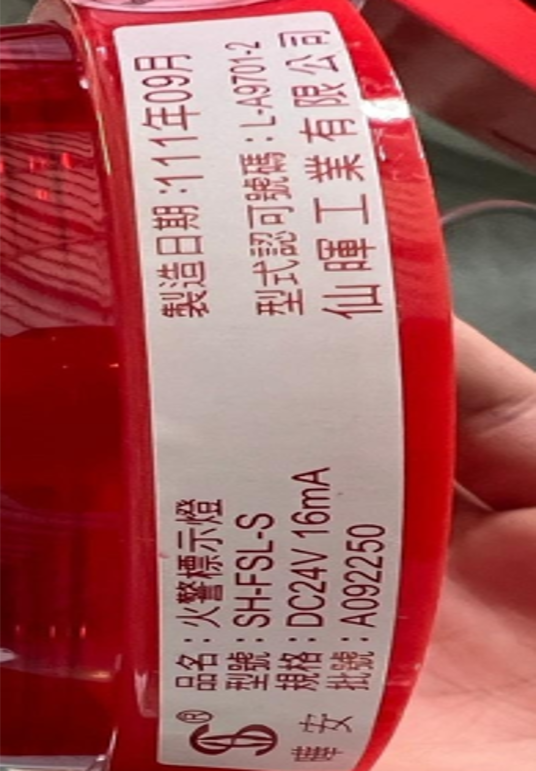 ®
暐安
品名：火警標示燈
型號：SH-FSL-S
規格：DC24V 16mA
批號：A092250
製造日期：111年09月
型式認可號碼：L-A9701-2
仙暉工業有限公司